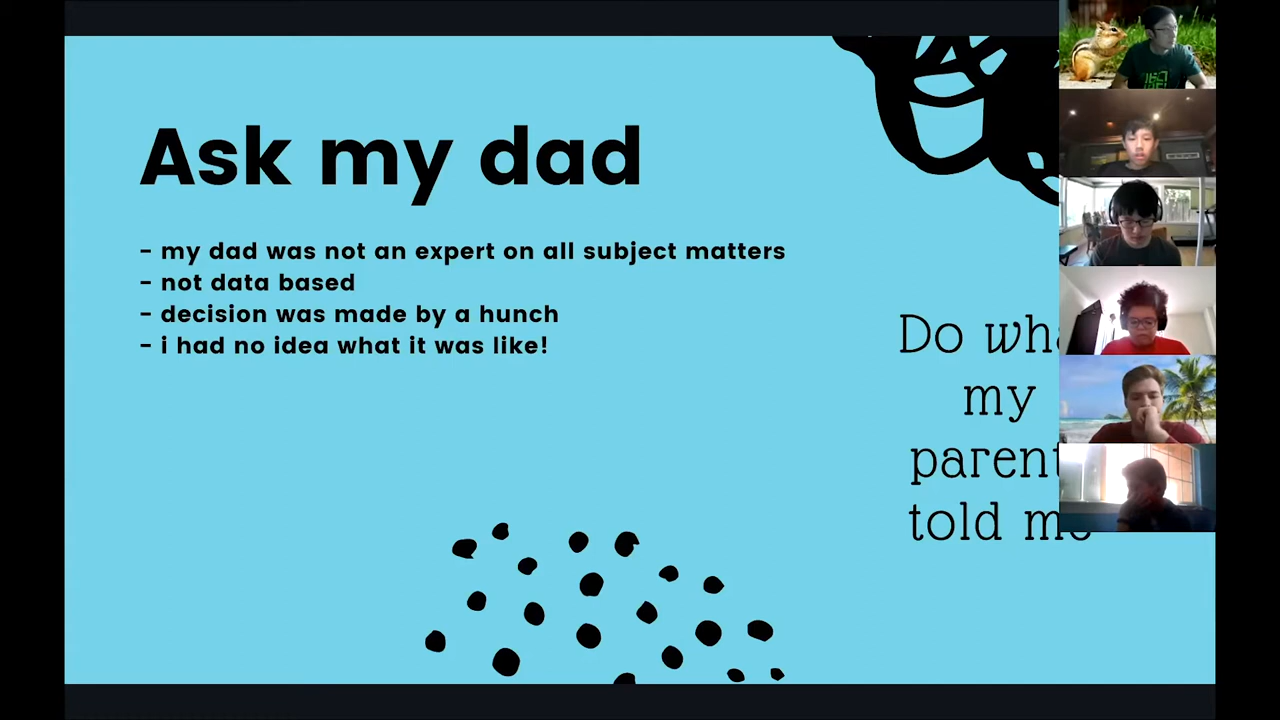 Ask my dad
- my dad was not an expert on all subject matters
- not data based
- decision was made by a hunch
- i had no idea what it was like!
Do
my
told